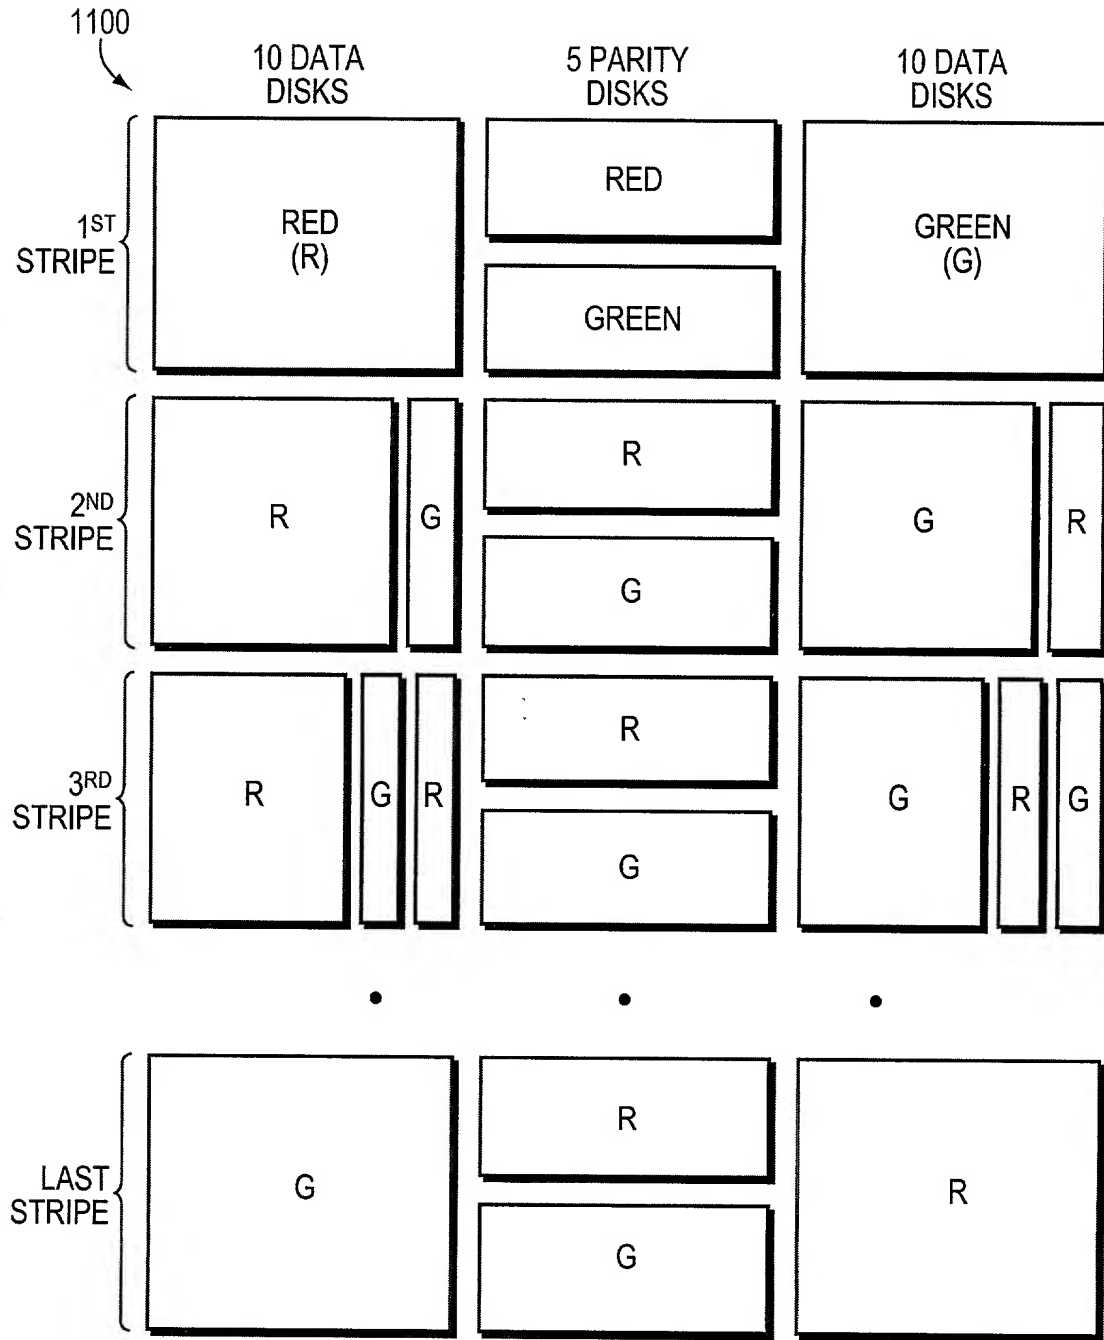 1100
10 DATA
DISKS
5 PARITY
DISKS
10 DATA
DISKS
1ST
STRIPE
RED
(R)
RED
GREEN
GREEN
(G)
2ND
STRIPE
R
G
R
G
G
R
3RD
STRIPE
R
G
R
R
G
G
R
G
LAST
STRIPE
G
R
G
R